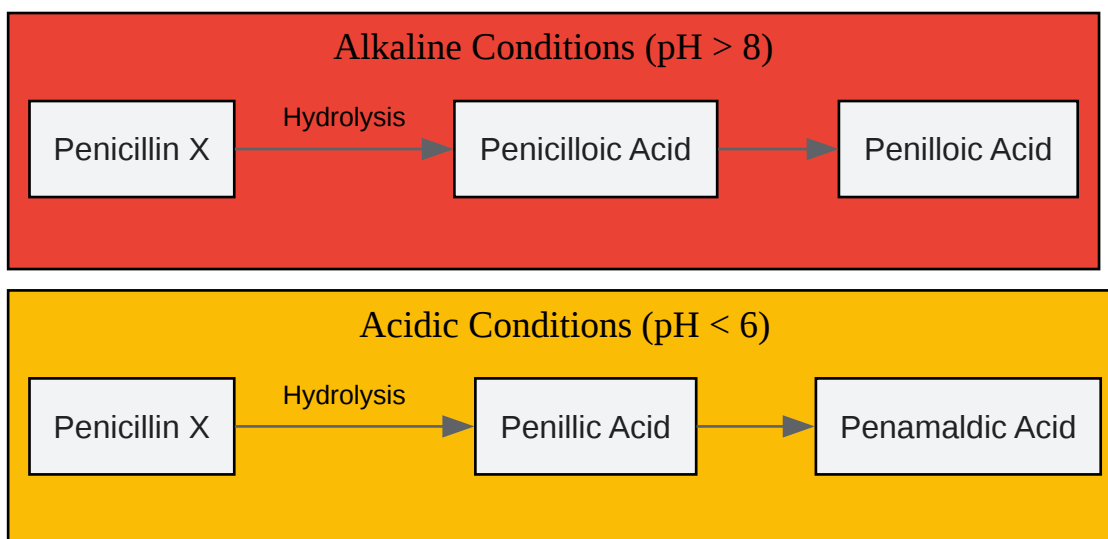 Alkaline Conditions (pH > 8)
Hydrolysis
Penicillin X
Penicilloic Acid
Penilloic Acid
Acidic Conditions (pH < 6)
Hydrolysis
Penicillin X
Penillic Acid
Penamaldic Acid